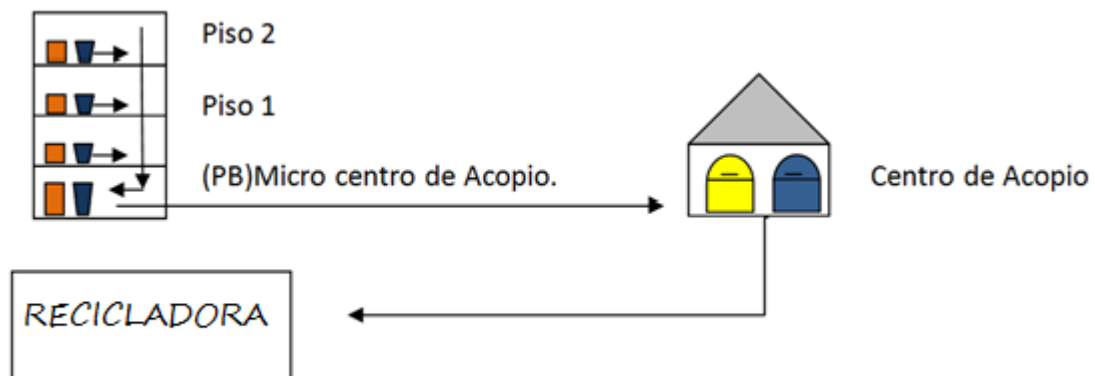 Piso 2
Piso 1
(PB)Micro centro de Acopio.
Centro de Acopio
RECICLADORA